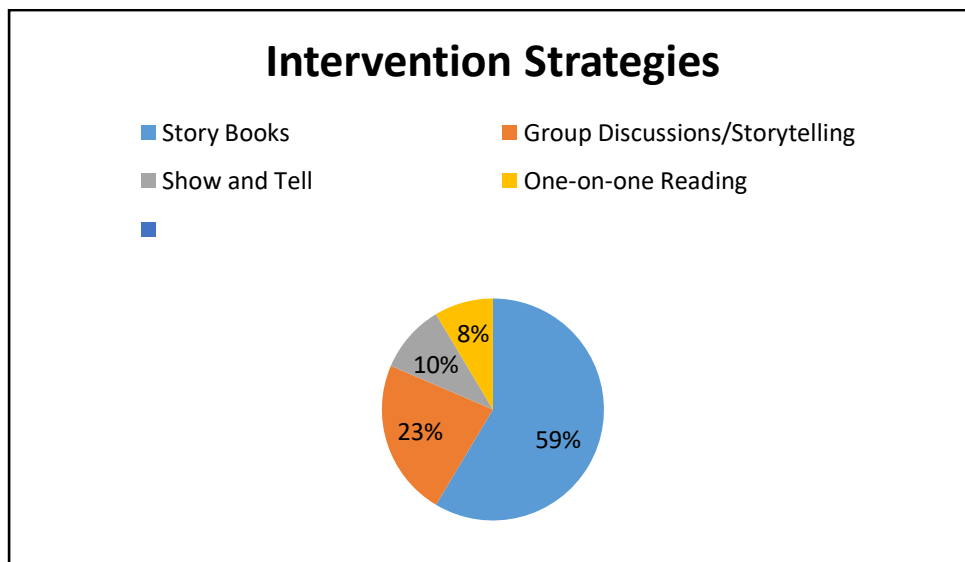 Intervention Strategies
Story Books
Group Discussions/Storytelling
Show and Tell
One-on-one Reading
8%
10%
23%
59%